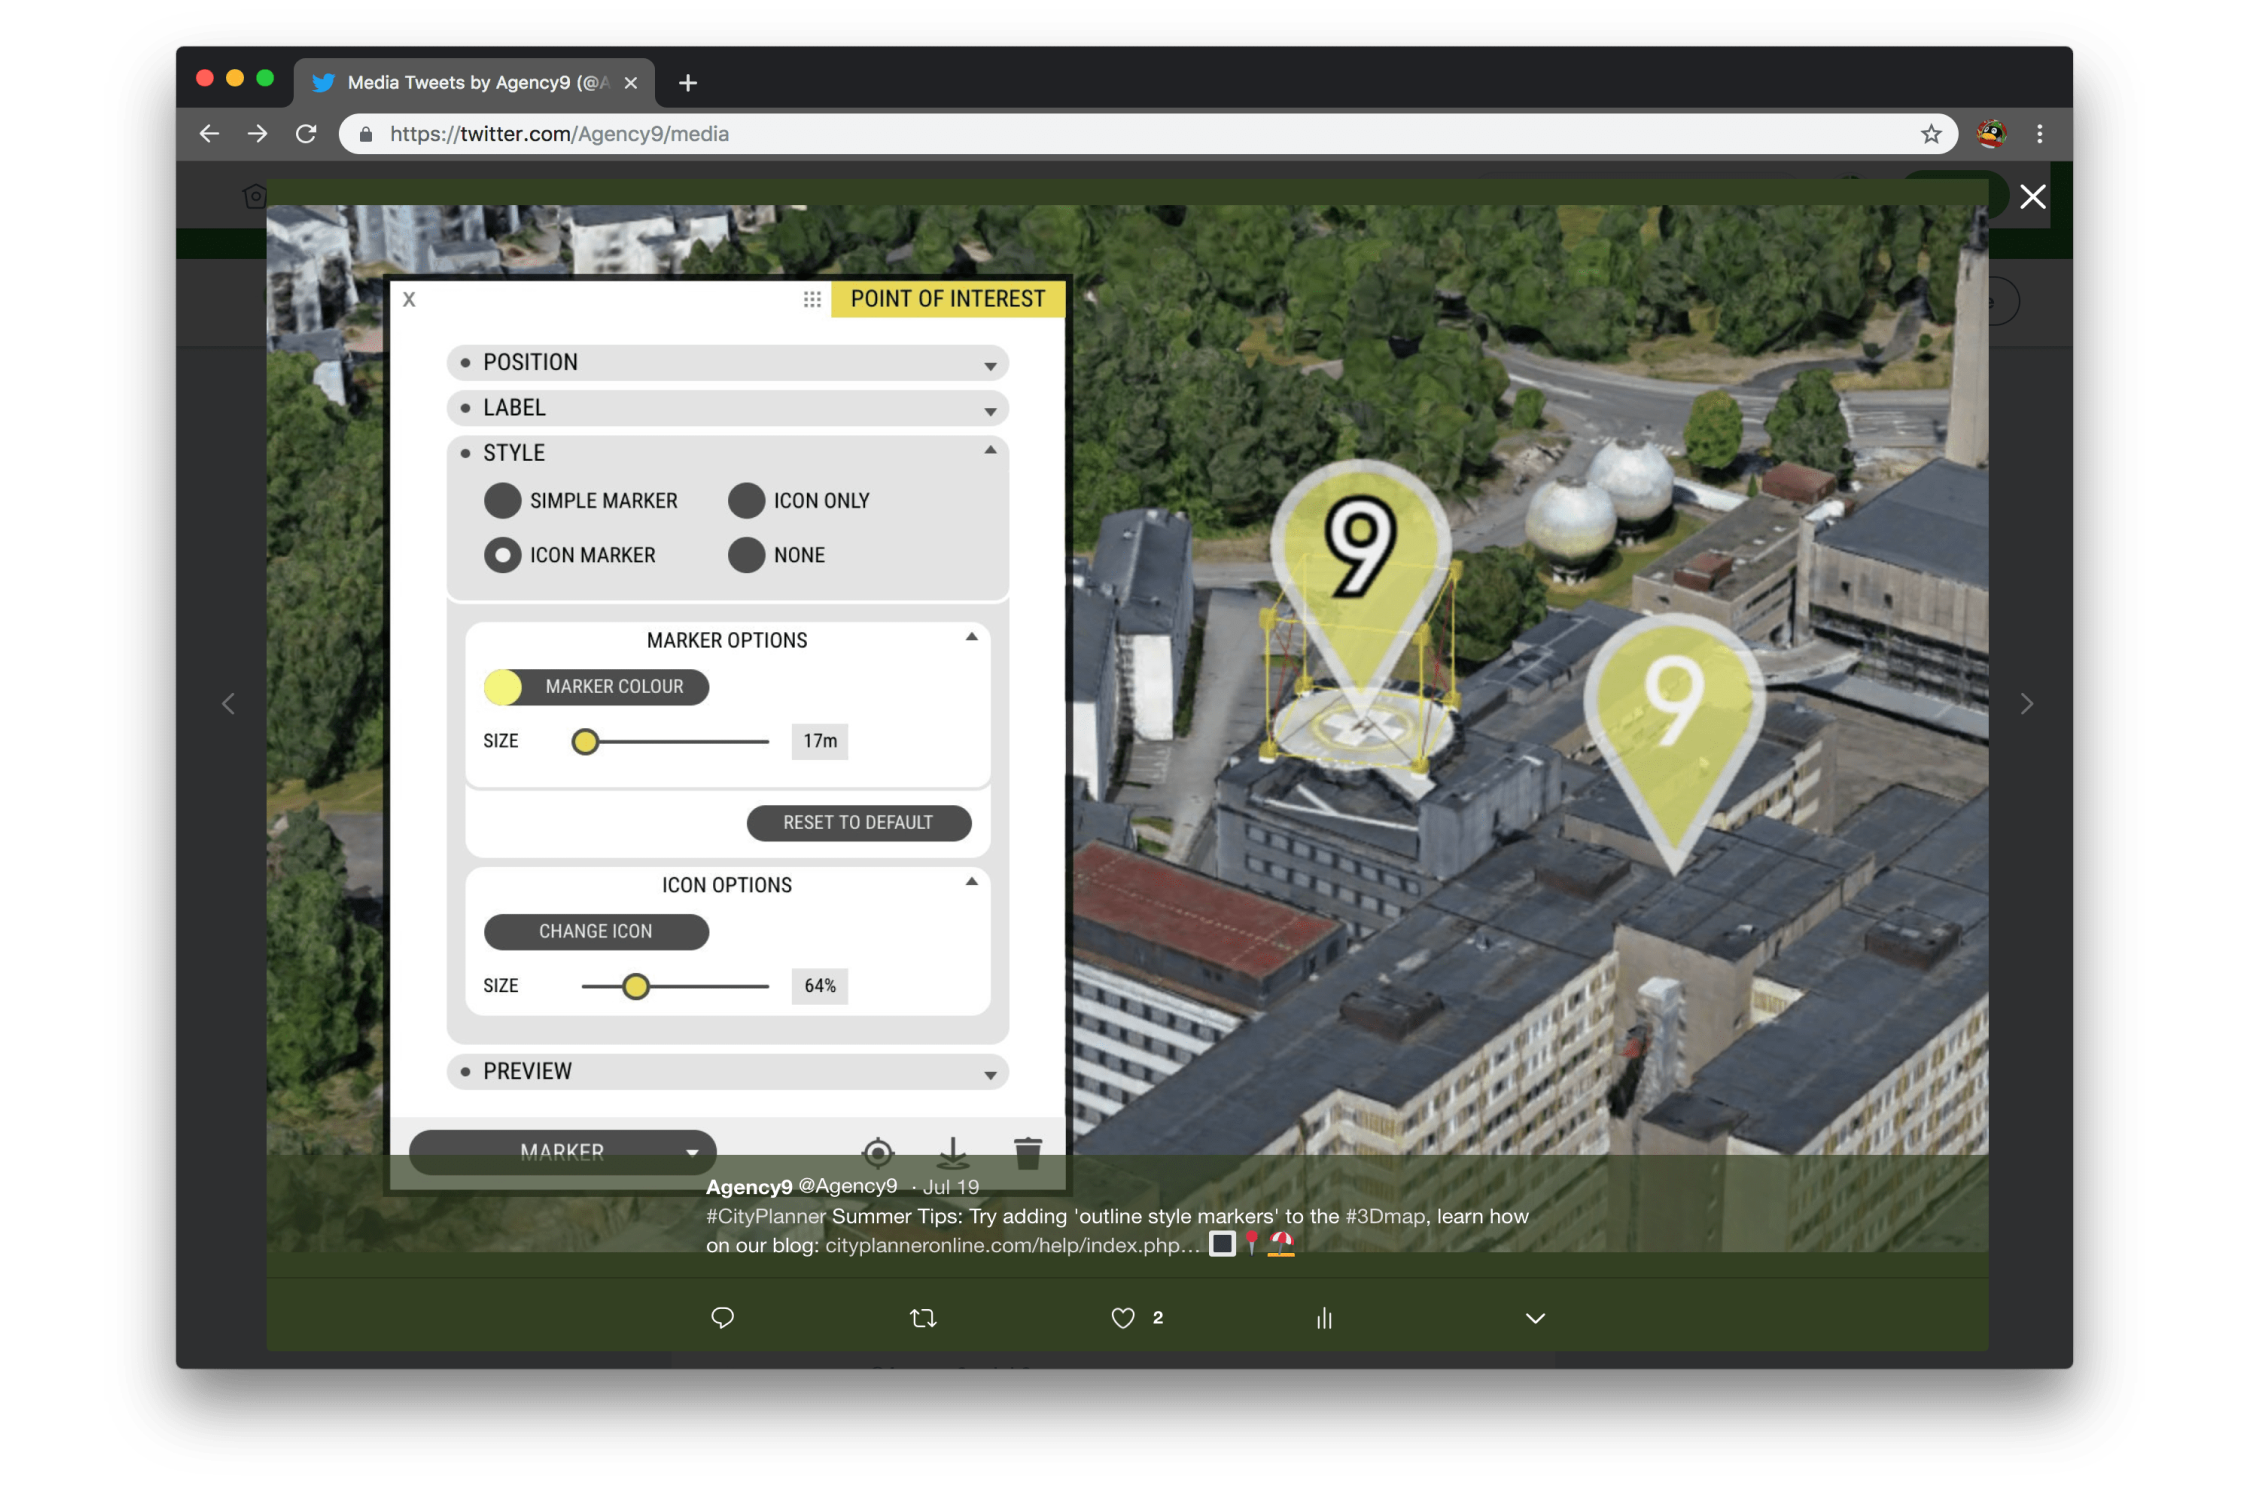 Media Tweets by Agency9 (@A
https://twitter.com/Agency9/media
X
POINT OF INTEREST
POSITION
LABEL
STYLE
SIMPLE MARKER
ICON ONLY
ICON MARKER
NONE
MARKER OPTIONS
MARKER COLOUR
SIZE
17m
RESET TO DEFAULT
ICON OPTIONS
CHANGE ICON
SIZE
64%
PREVIEW
MARKER
9
9
Agency9 @Agency9 · Jul 19
#CityPlanner Summer Tips: Try adding 'outline style markers' to the #3Dmap, learn how
on our blog: cityplanneronline.com/help/index.php…
2